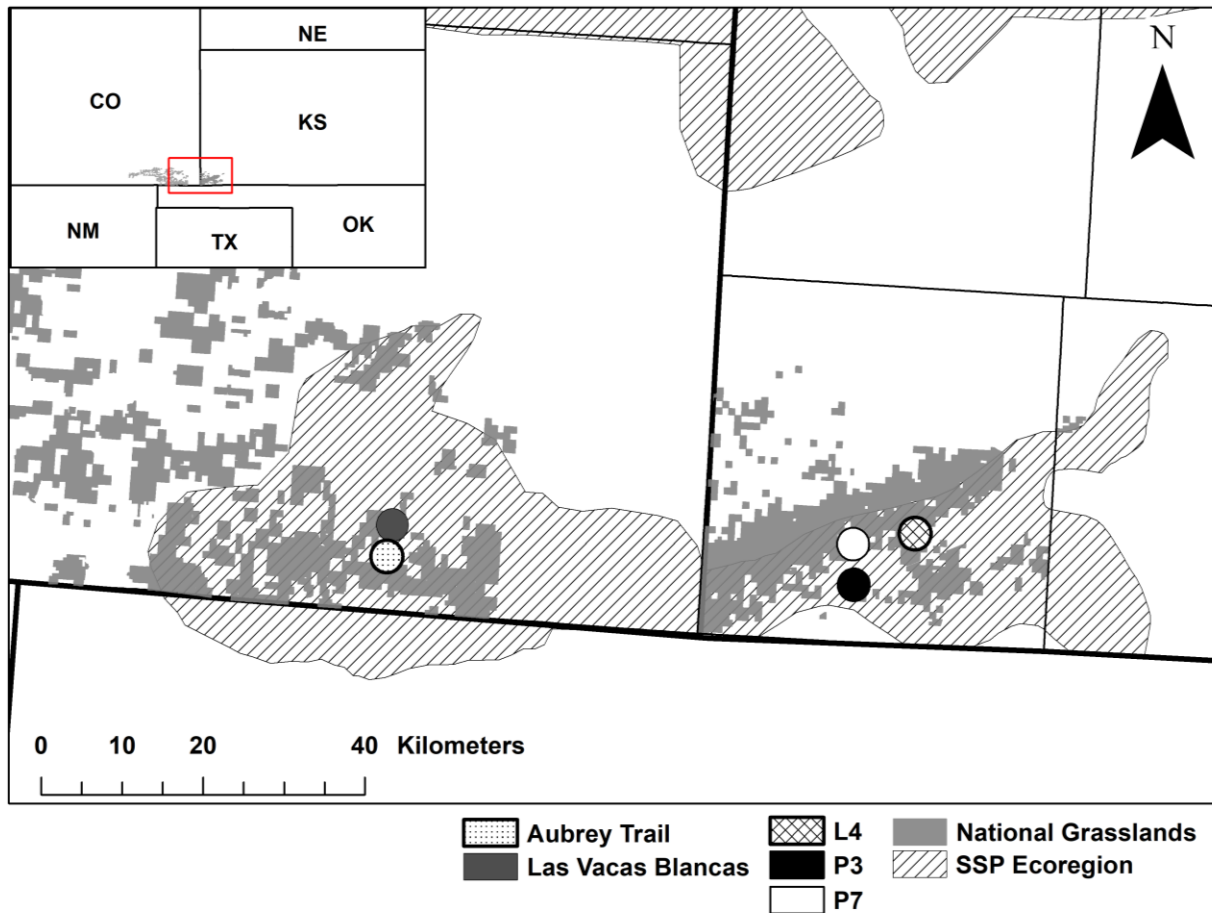 NE
CO
KS
NM
TX
OK
N
0 10 20 40 Kilometers
Aubrey Trail
Las Vacas Blancas
L4
P3
P7
National Grasslands
SSP Ecoregion